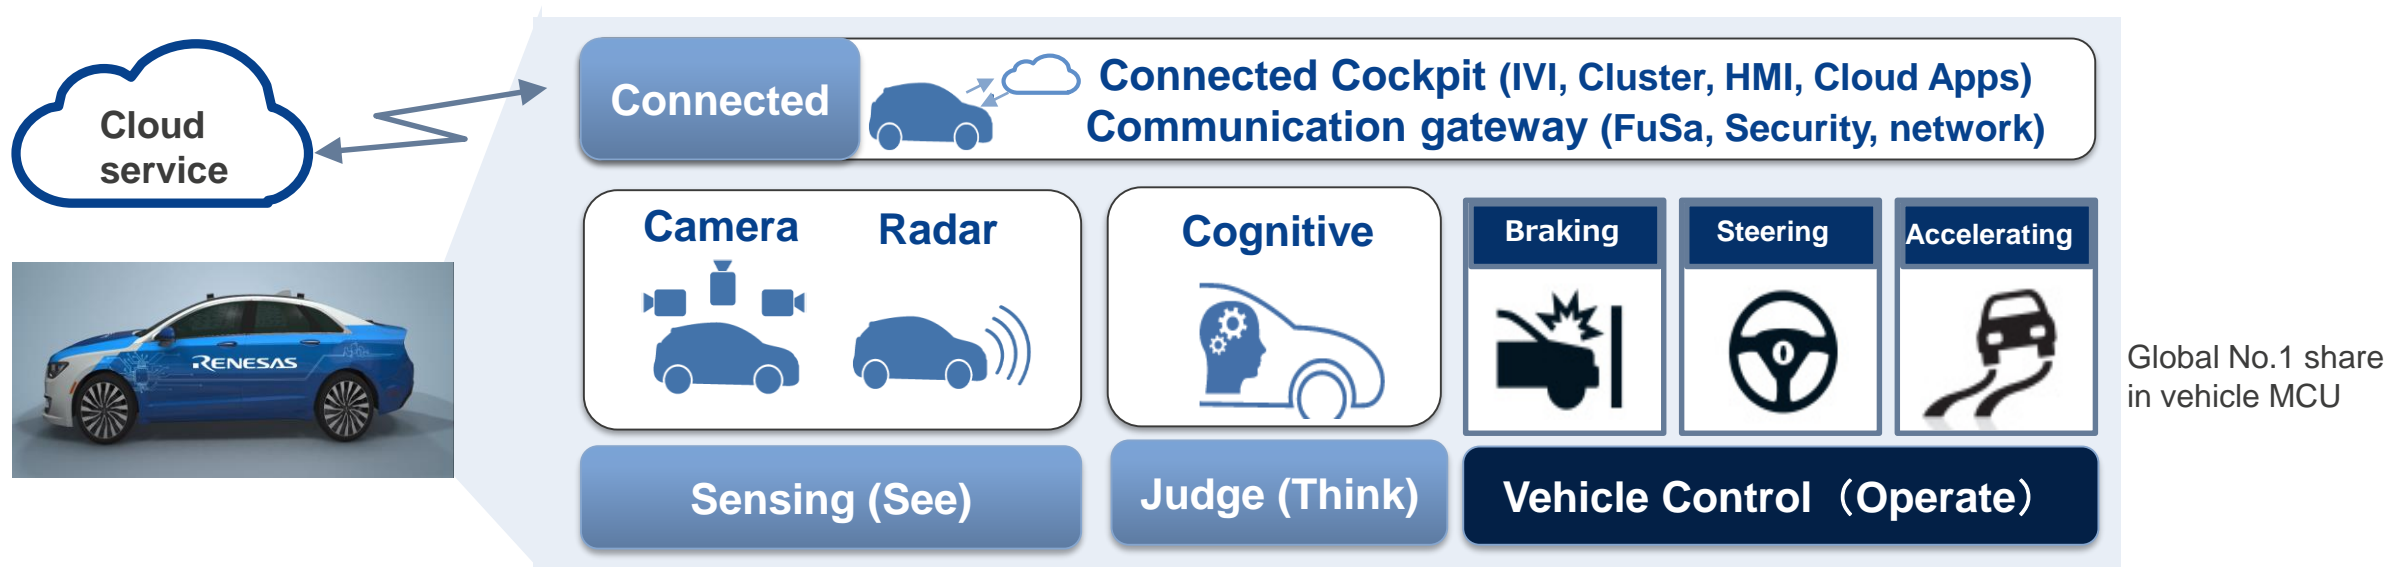 Cloud
service
RENESAS
Connected
Connected Cockpit (IVI, Cluster, HMI, Cloud Apps)
Communication gateway (FuSa, Security, network)
Camera
Radar
Cognitive
Braking
Steering
Accelerating
Sensing (See)
Judge (Think)
Vehicle Control（Operate）
Global No.1 share
in vehicle MCU